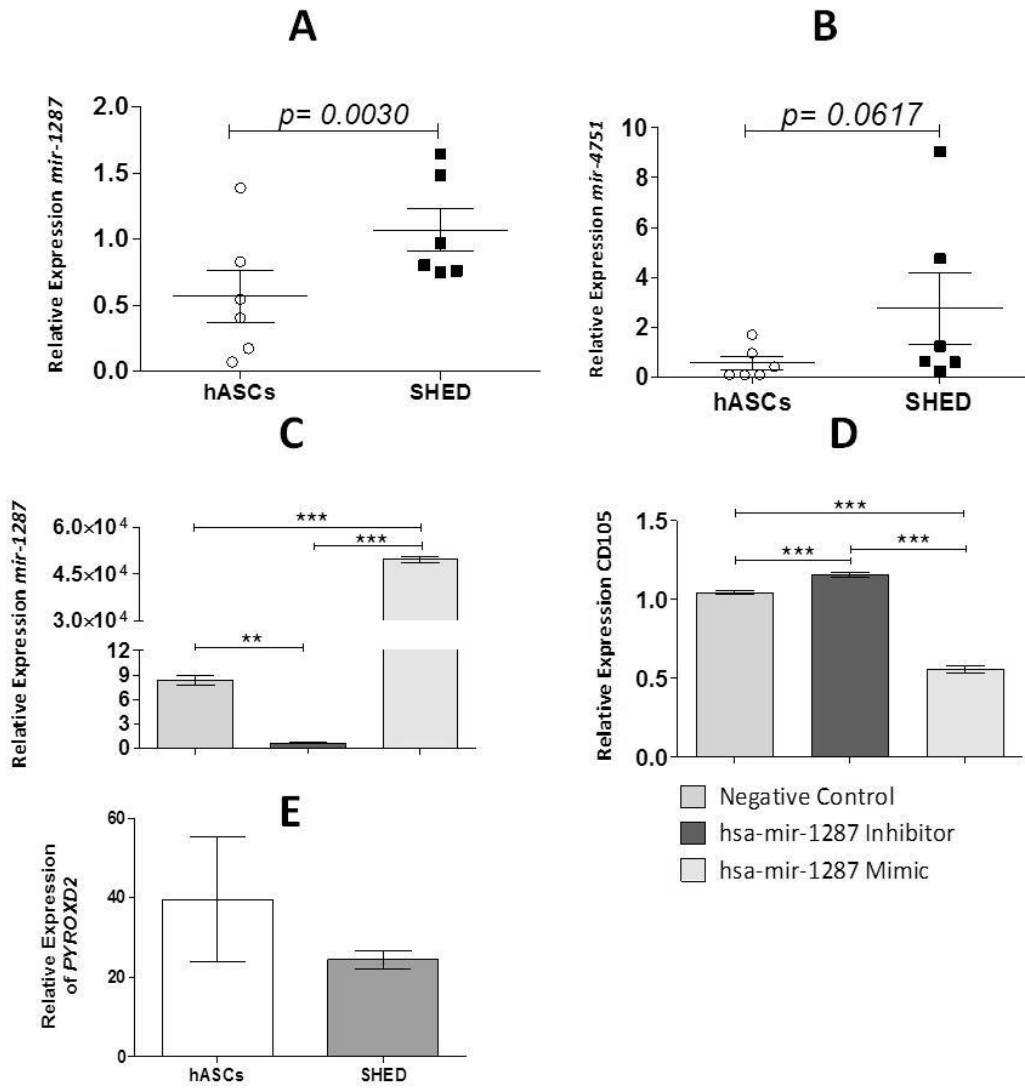 A
Relative Expression mir-1287
2.0
1.5
1.0
0.5
0.0
p= 0.0030
hASCs
SHED
B
Relative Expression mir-4751
10
8
6
4
2
0
p= 0.0617
hASCs
SHED
C
Relative Expression mir-1287
6.0×10⁴
4.5×10⁴
3.0×10⁴
12
9
6
3
0
***
***
**
D
Relative Expression CD105
1.5
1.0
0.5
0.0
***
***
***
Negative Control
hsa-mir-1287 Inhibitor
hsa-mir-1287 Mimic
E
Relative Expression
of PYROXD2
60
40
20
0
hASCs
SHED